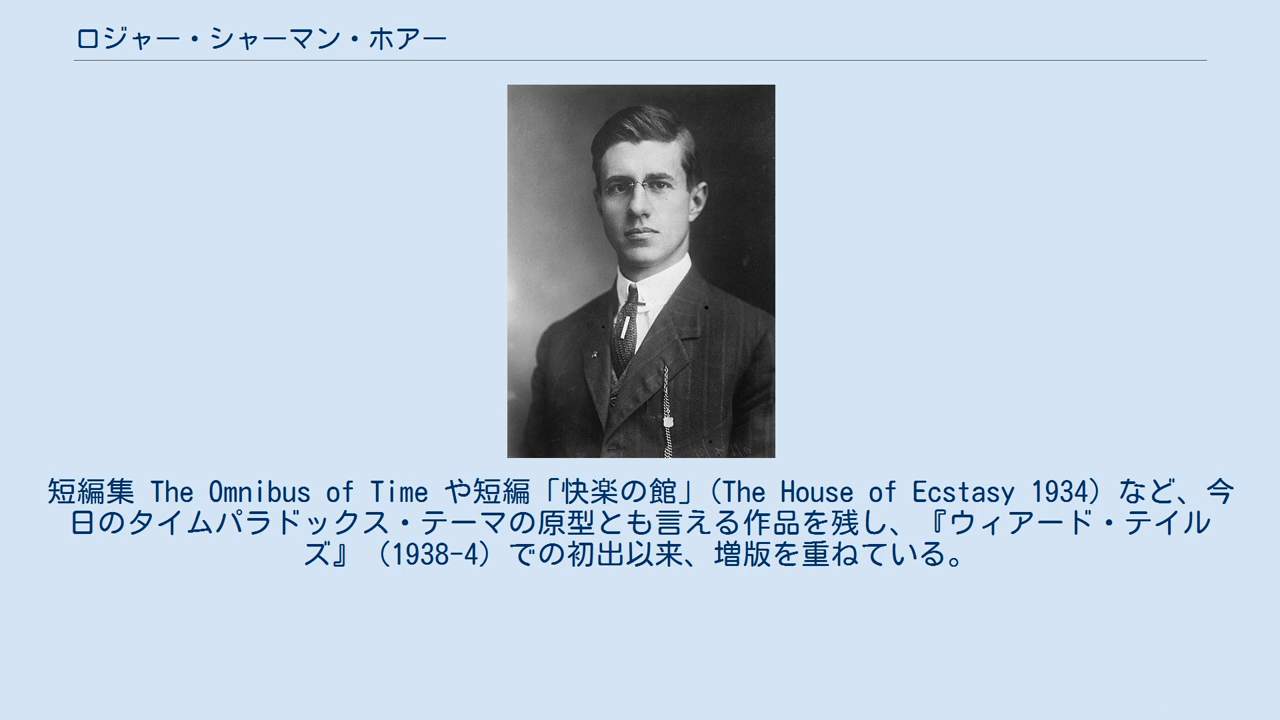 ロジャー・シャーマン・ホアー
短編集 The Omnibus of Time や短編「快楽の館」（The House of Ecstasy 1934）など、今
日のタイムパラドックス・テーマの原型とも言える作品を残し、『ウィアード・テイル
ズ』（1938-4）での初出以来、増版を重ねている。